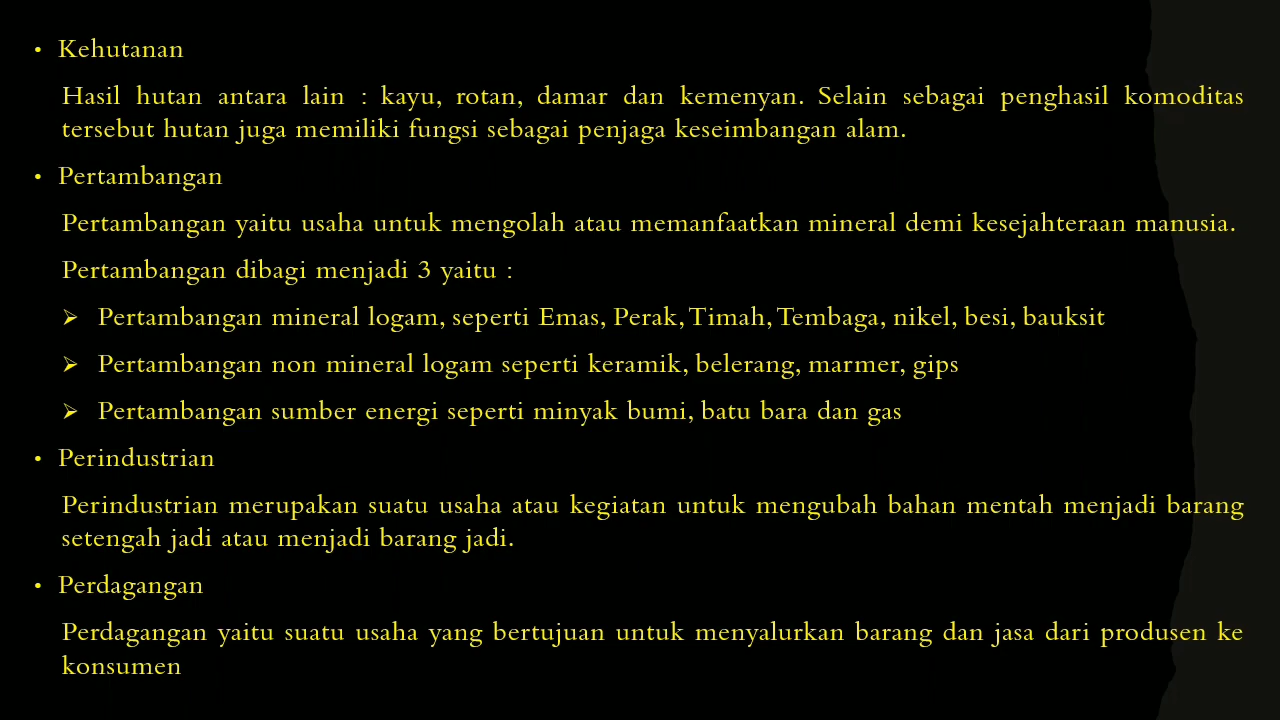 • Kehutanan
Hasil hutan antara lain : kayu, rotan, damar dan kemenyan. Selain sebagai penghasil komoditas
tersebut hutan juga memiliki fungsi sebagai penjaga keseimbangan alam.
• Pertambangan
Pertambangan yaitu usaha untuk mengolah atau memanfaatkan mineral demi kesejahteraan manusia.
Pertambangan dibagi menjadi 3 yaitu :
➢ Pertambangan mineral logam, seperti Emas, Perak, Timah, Tembaga, nikel, besi, bauksit
➢ Pertambangan non mineral logam seperti keramik, belerang, marmer, gips
➢ Pertambangan sumber energi seperti minyak bumi, batu bara dan gas
• Perindustrian
Perindustrian merupakan suatu usaha atau kegiatan untuk mengubah bahan mentah menjadi barang
setengah jadi atau menjadi barang jadi.
• Perdagangan
Perdagangan yaitu suatu usaha yang bertujuan untuk menyalurkan barang dan jasa dari produsen ke
konsumen